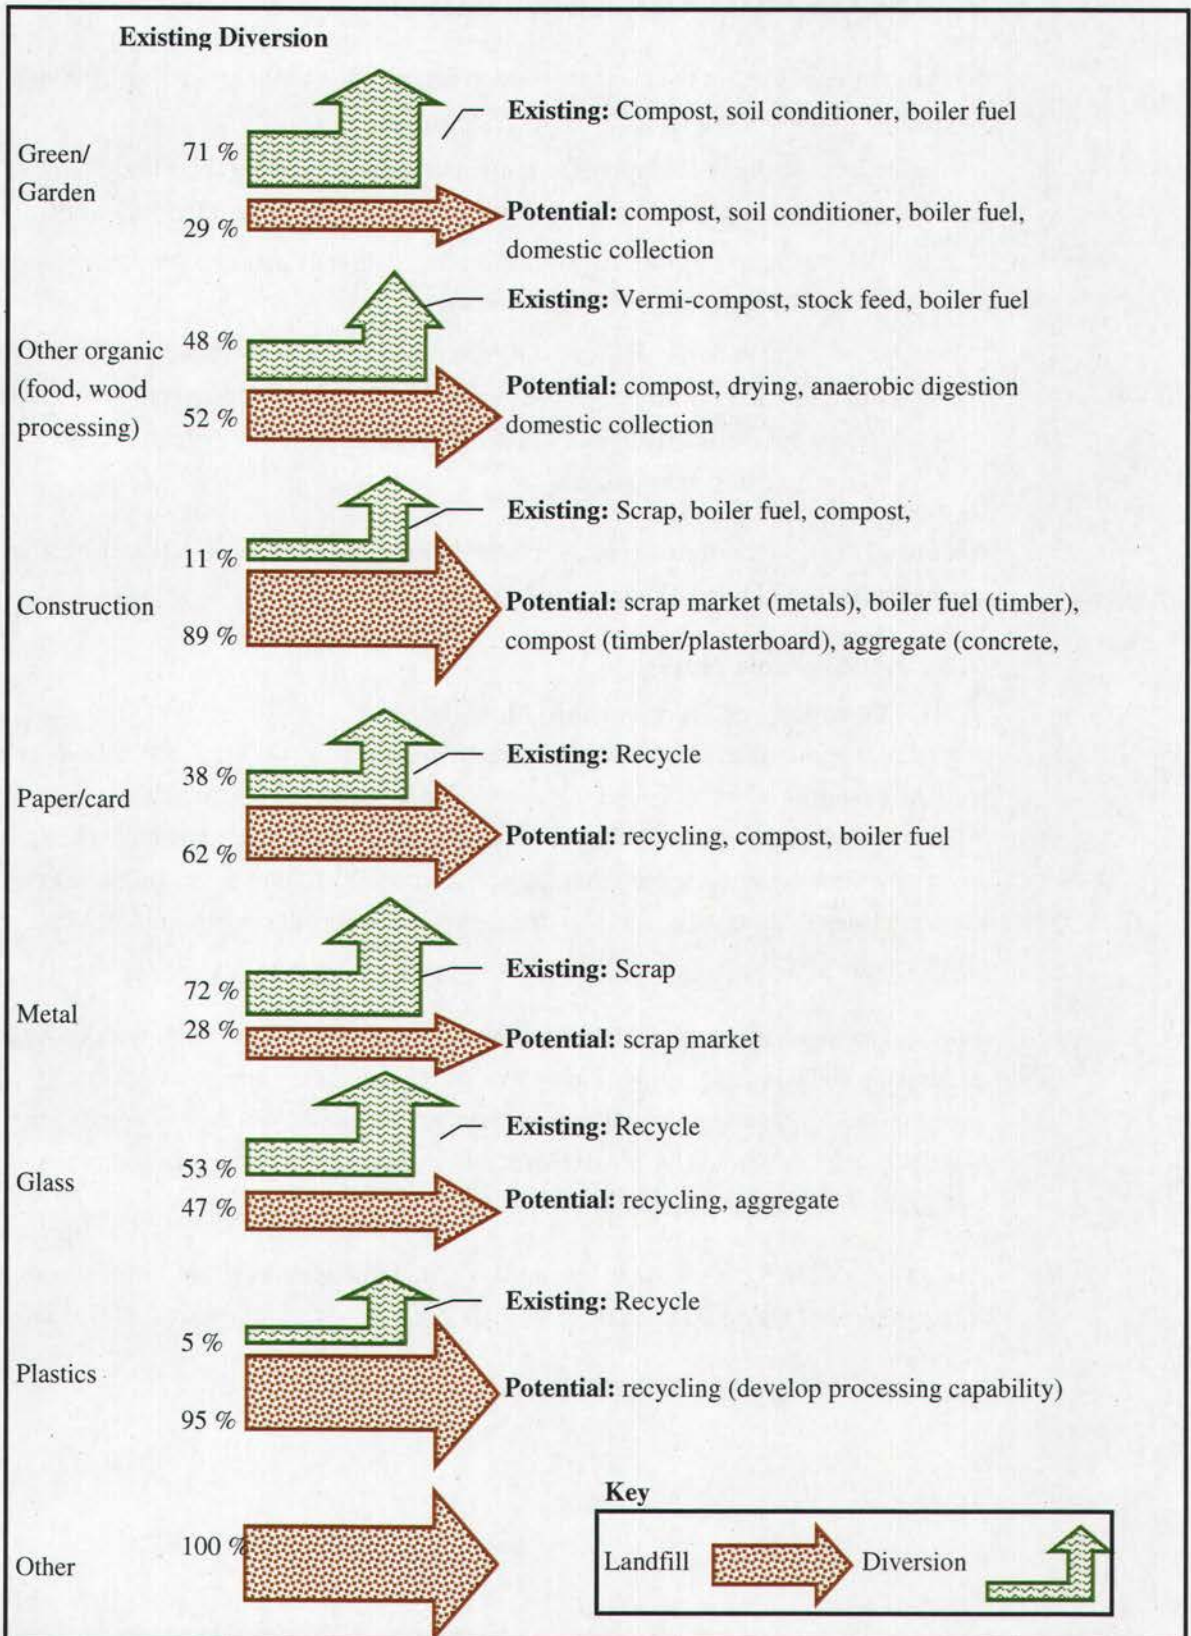 Existing Diversion
Green/
Garden
71 %
29 %
Existing: Compost, soil conditioner, boiler fuel
Potential: compost, soil conditioner, boiler fuel,
domestic collection
Other organic
(food, wood
processing)
48 %
52 %
Existing: Vermi-compost, stock feed, boiler fuel
Potential: compost, drying, anaerobic digestion
domestic collection
Construction
11 %
89 %
Existing: Scrap, boiler fuel, compost,
Potential: scrap market (metals), boiler fuel (timber),
compost (timber/plasterboard), aggregate (concrete,
Paper/card
38 %
62 %
Existing: Recycle
Potential: recycling, compost, boiler fuel
Metal
72 %
28 %
Existing: Scrap
Potential: scrap market
Glass
53 %
47 %
Existing: Recycle
Potential: recycling, aggregate
Plastics
5 %
95 %
Existing: Recycle
Potential: recycling (develop processing capability)
Other
100 %
Key
Landfill
Diversion